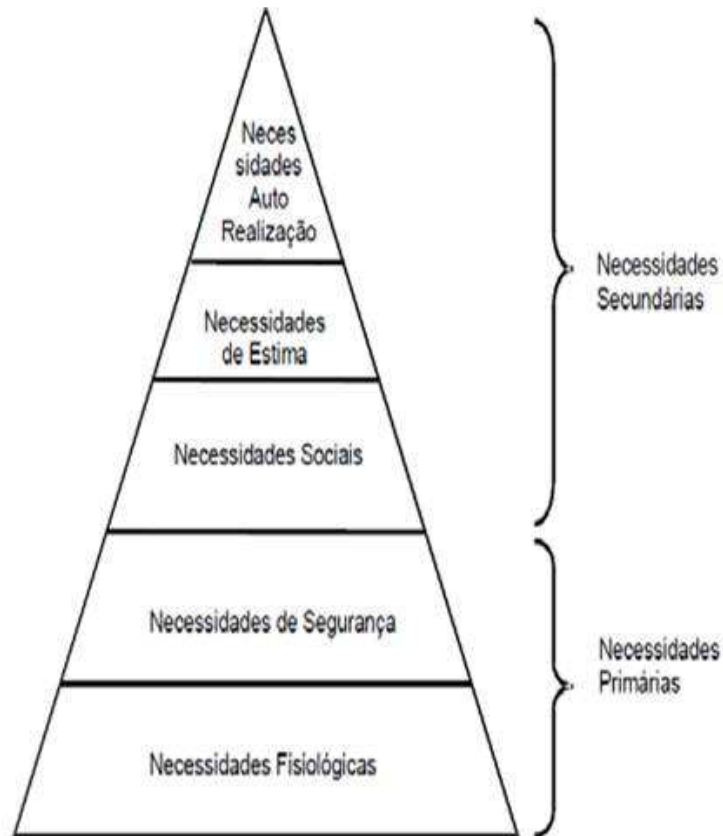 Neces
sidades
Auto
Realização
Necessidades
de Estima
Necessidades Sociais
Necessidades de Segurança
Necessidades Fisiológicas
Necessidades
Secundárias
Necessidades
Primárias